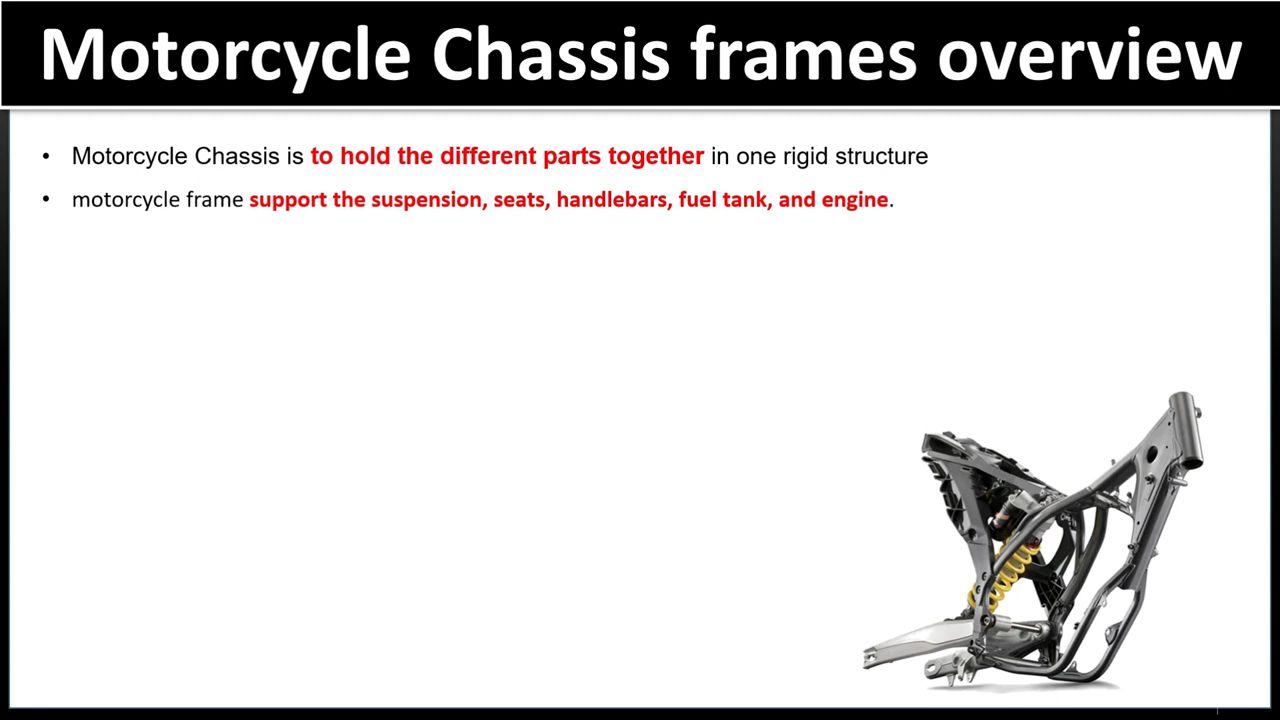 Motorcycle Chassis frames overview
• Motorcycle Chassis is to hold the different parts together in one rigid structure
• motorcycle frame support the suspension, seats, handlebars, fuel tank, and engine.